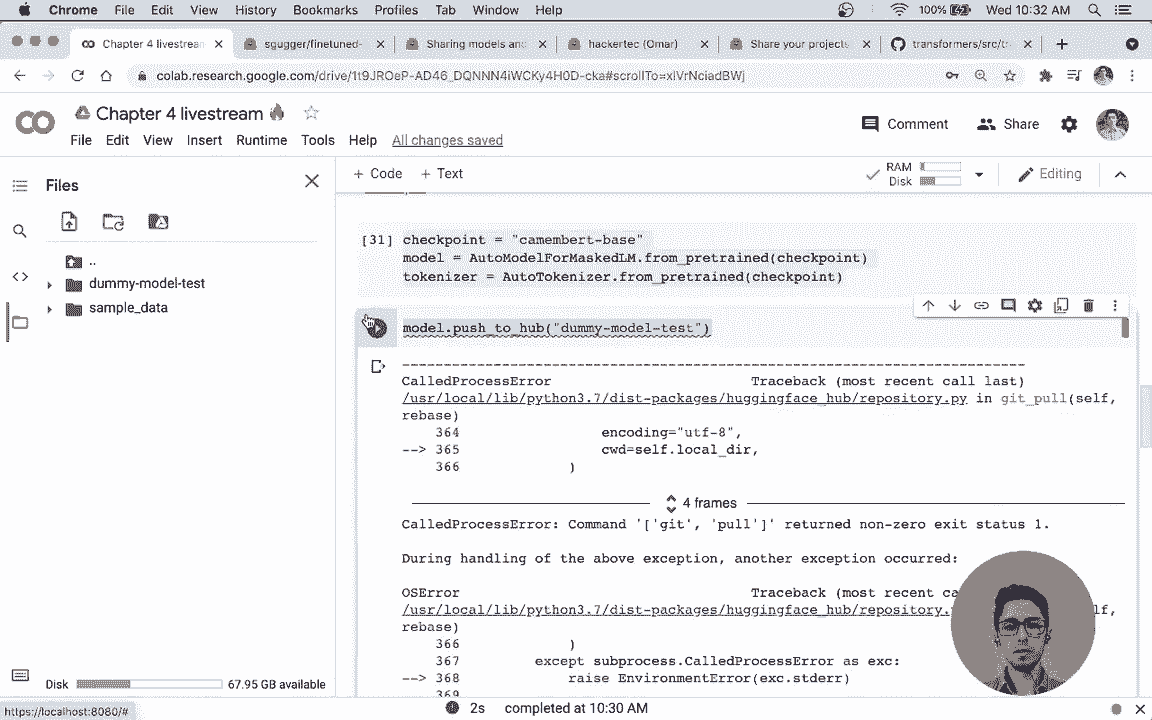 Chrome File Edit View History Bookmarks Profiles Tab Window Help 100% Wed 10:32 AM
Chapter 4 livestream sgugger/finetuned- Sharing models and hackertec (Omar) Share your projects transformers/src/tr
colab.research.google.com/drive/1t9JROeP-AD46_DQNNN4iWCKy4H0D-cka#scrollTo=xIVrNciadBWj
Chapter 4 livestream
File Edit View Insert Runtime Tools Help All changes saved
Comment Share
Files
+ Code + Text
RAM
Disk
Editing
..
dummy-model-test
sample_data
[31] checkpoint = "camembert-base"
model = AutoModelForMaskedLM.from_pretrained(checkpoint)
tokenizer = AutoTokenizer.from_pretrained(checkpoint)
model.push_to_hub("dummy-model-test")
---------------------------------------------------------------------------
CalledProcessError Traceback (most recent call last)
/usr/local/lib/python3.7/dist-packages/huggingface_hub/repository.py in git_pull(self,
rebase)
364 encoding="utf-8",
--> 365 cwd=self.local_dir,
366 )
4 frames
CalledProcessError: Command '['git', 'pull']' returned non-zero exit status 1.
During handling of the above exception, another exception occurred:
OSError Traceback (most recent ca
/usr/local/lib/python3.7/dist-packages/huggingface_hub/repository. lf,
rebase)
366 )
367 except subprocess.CalledProcessError as exc:
--> 368 raise EnvironmentError(exc.stderr)
369
Disk 67.95 GB available
https://localhost:8080/#
2s completed at 10:30 AM